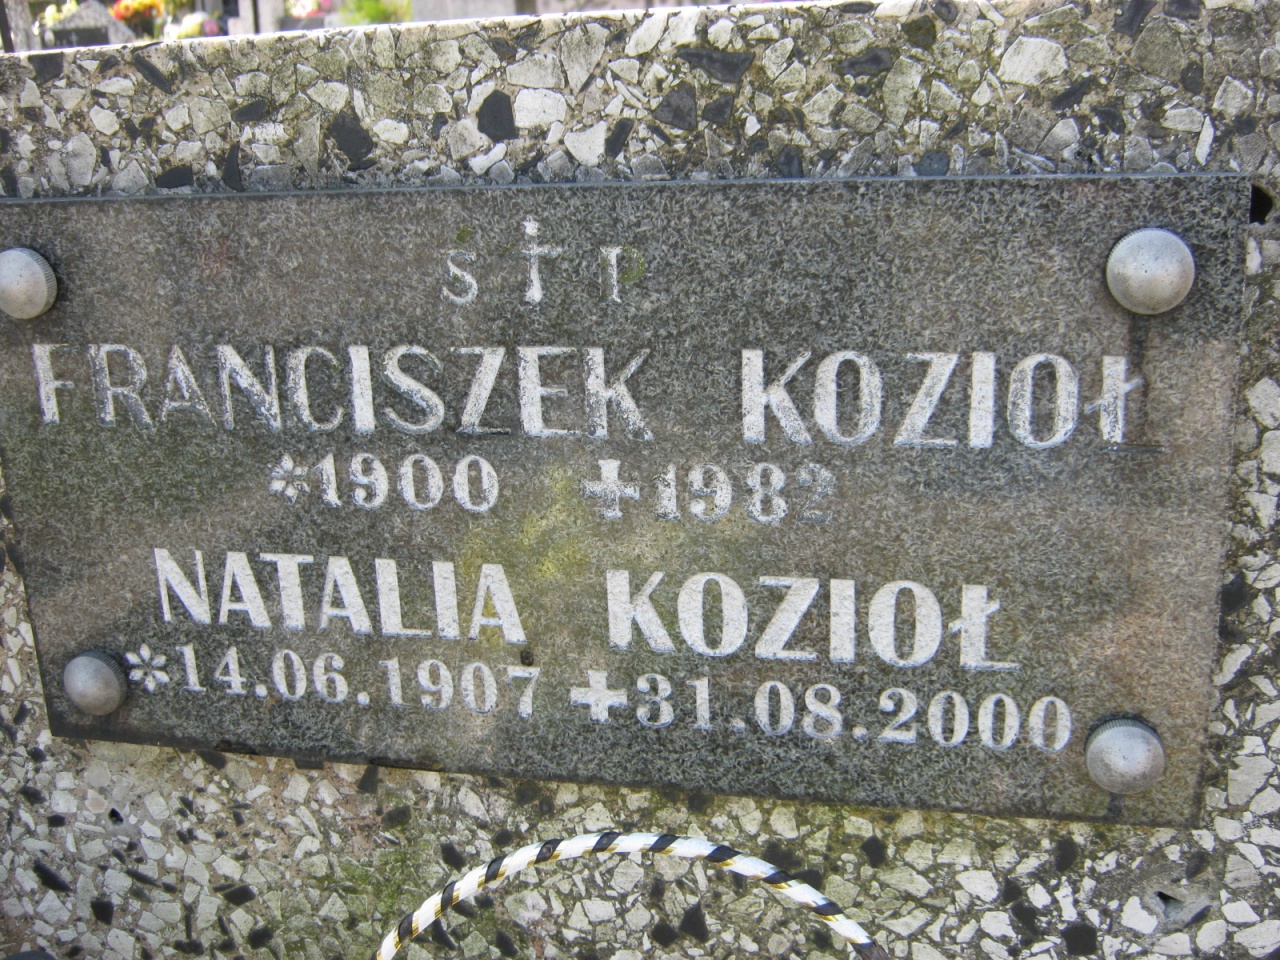 S † P
FRANCISZEK KOZIOŁ
*1900 +1982
NATALIA KOZIOŁ
*14.06.1907 +31.08.2000